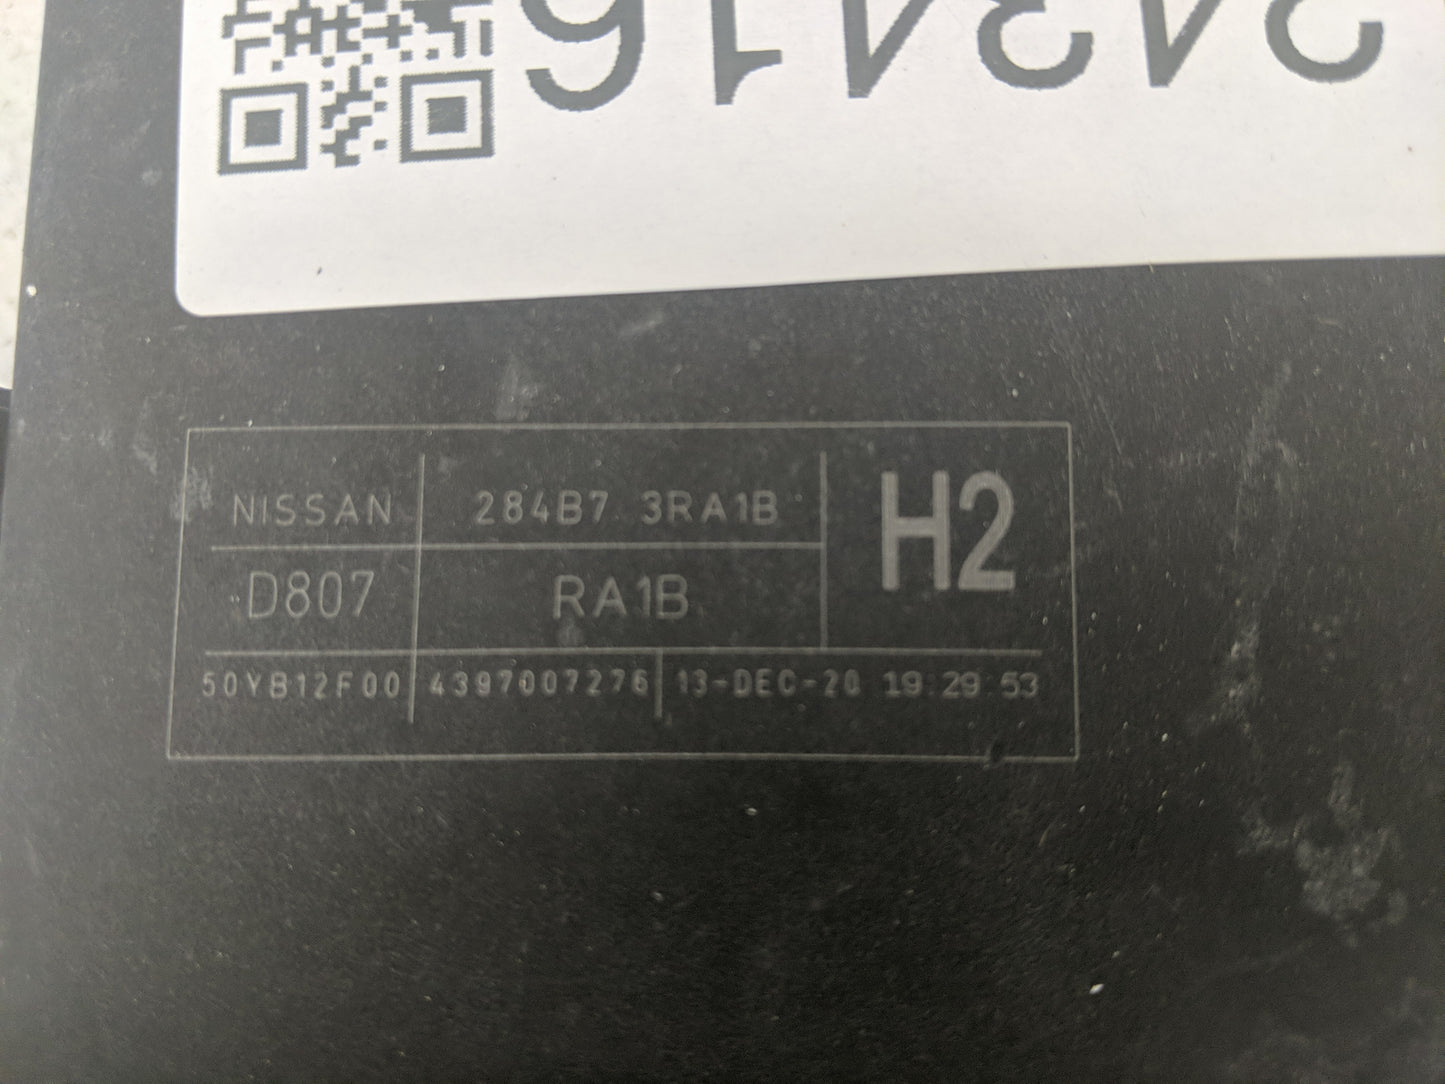 NISSAN 284B7 3RA1B H2
D807 RA1B
50YB12F00 4397007276 13-DEC-20 19:29:53